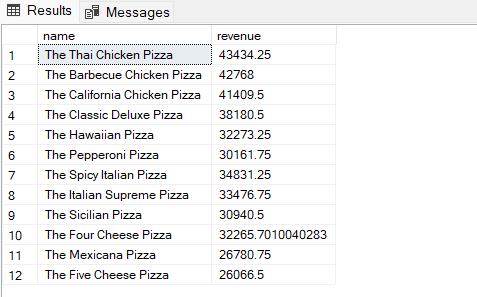 Results Messages
name revenue
1 The Thai Chicken Pizza 43434.25
2 The Barbecue Chicken Pizza 42768
3 The California Chicken Pizza 41409.5
4 The Classic Deluxe Pizza 38180.5
5 The Hawaiian Pizza 32273.25
6 The Pepperoni Pizza 30161.75
7 The Spicy Italian Pizza 34831.25
8 The Italian Supreme Pizza 33476.75
9 The Sicilian Pizza 30940.5
10 The Four Cheese Pizza 32265.7010040283
11 The Mexicana Pizza 26780.75
12 The Five Cheese Pizza 26066.5